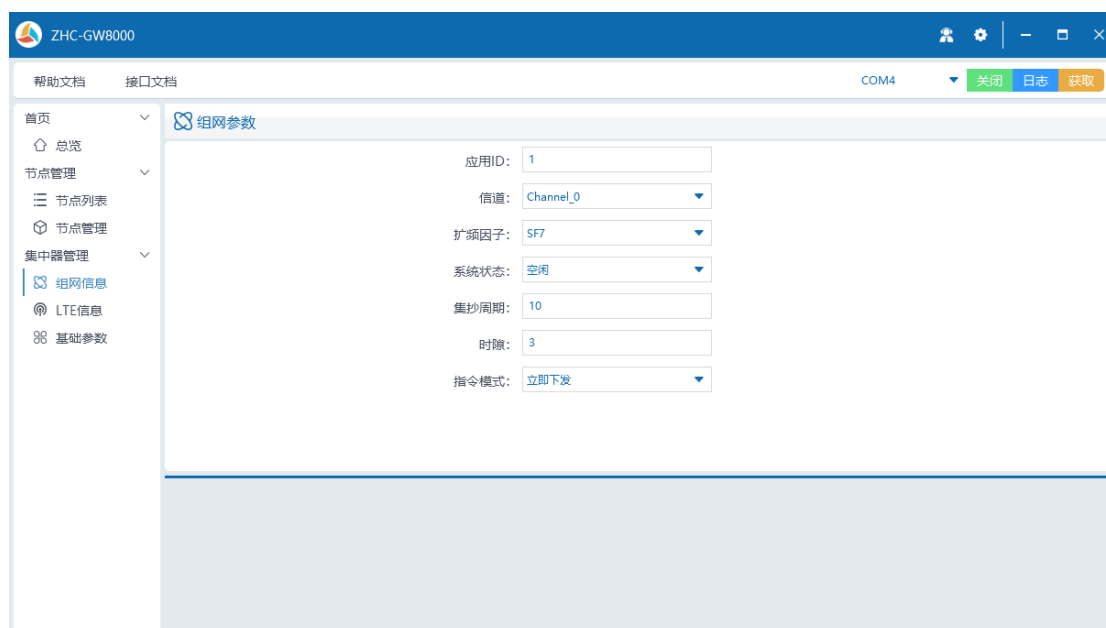 ZHC-GW8000
帮助文档 接口文档 COM4 关闭 日志 获取
首页
总览
节点管理
节点列表
节点管理
集中器管理
组网信息
LTE信息
基础参数
组网参数
应用ID: 1
信道: Channel_0
扩频因子: SF7
系统状态: 空闲
集抄周期: 10
时隙: 3
指令模式: 立即下发